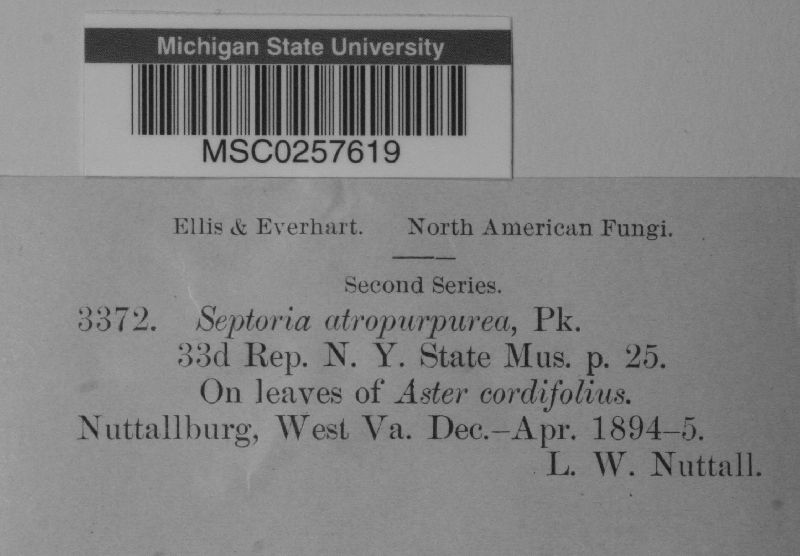 Michigan State University
MSC0257619
Ellis & Everhart. North American Fungi.
Second Series.
3372. Septoria atropurpurea, Pk.
33d Rep. N. Y. State Mus. p. 25.
On leaves of Aster cordifolius.
Nuttallburg, West Va. Dec.–Apr. 1894–5.
L. W. Nuttall.